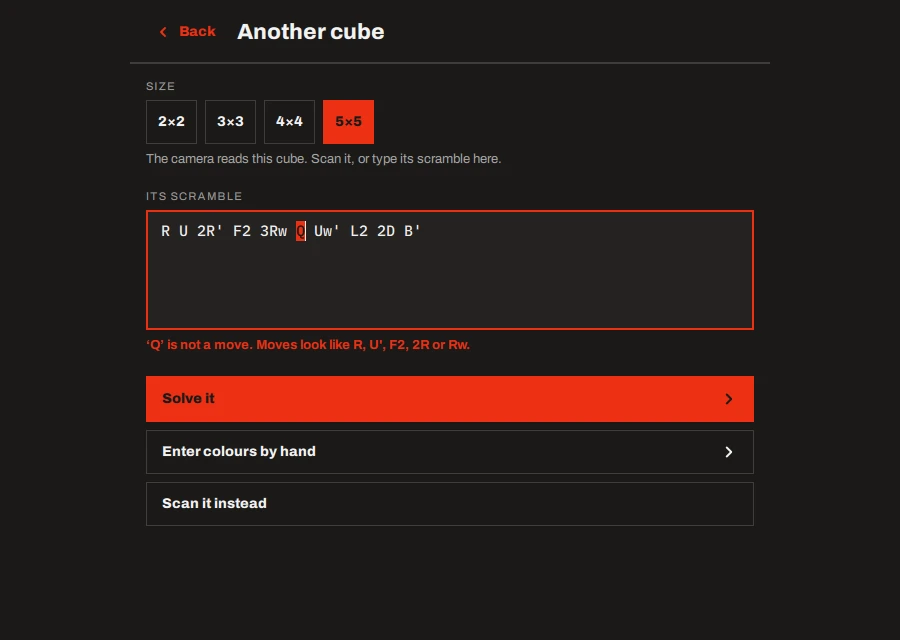 Back Another cube
SIZE
2×2 3×3 4×4 5×5
The camera reads this cube. Scan it, or type its scramble here.
ITS SCRAMBLE
R U 2R' F2 3Rw Q Uw' L2 2D B'
‘Q’ is not a move. Moves look like R, U', F2, 2R or Rw.
Solve it
Enter colours by hand
Scan it instead